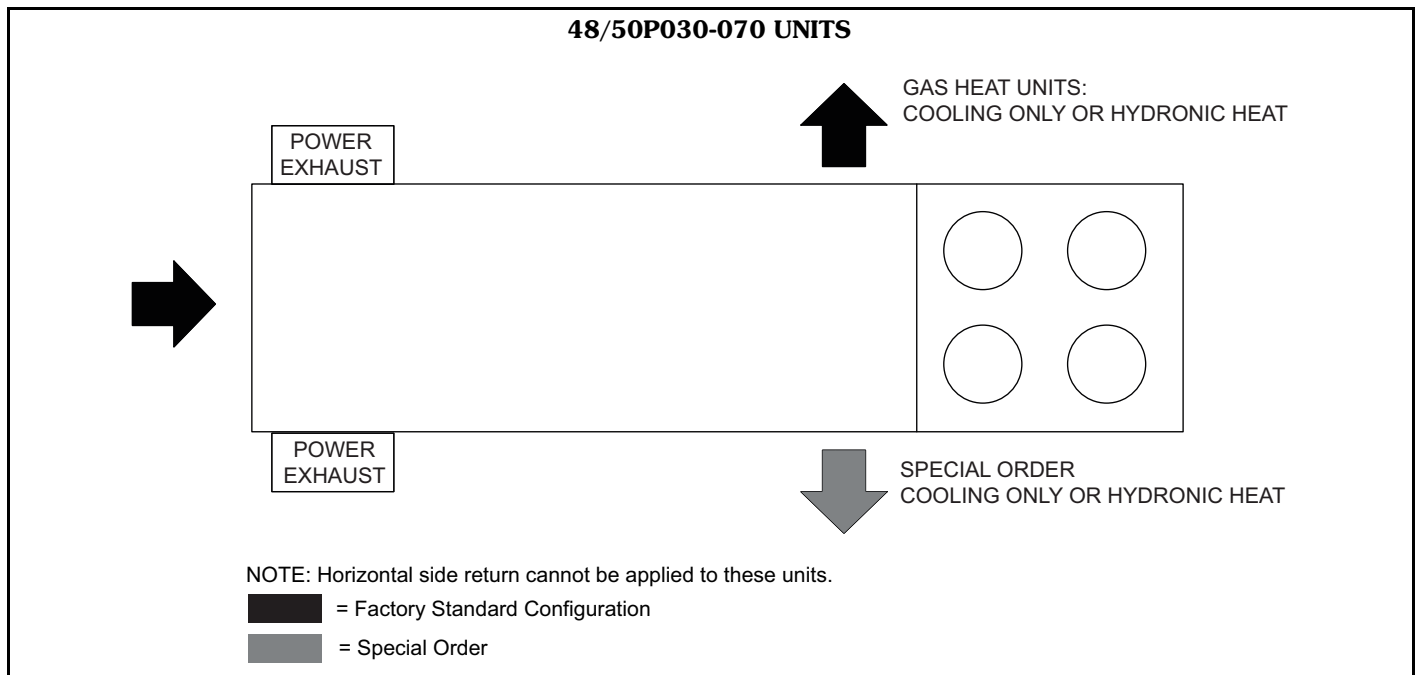 48/50P030-070 UNITS
GAS HEAT UNITS:
COOLING ONLY OR HYDRONIC HEAT
POWER
EXHAUST
POWER
EXHAUST
SPECIAL ORDER
COOLING ONLY OR HYDRONIC HEAT
NOTE: Horizontal side return cannot be applied to these units.
= Factory Standard Configuration
= Special Order